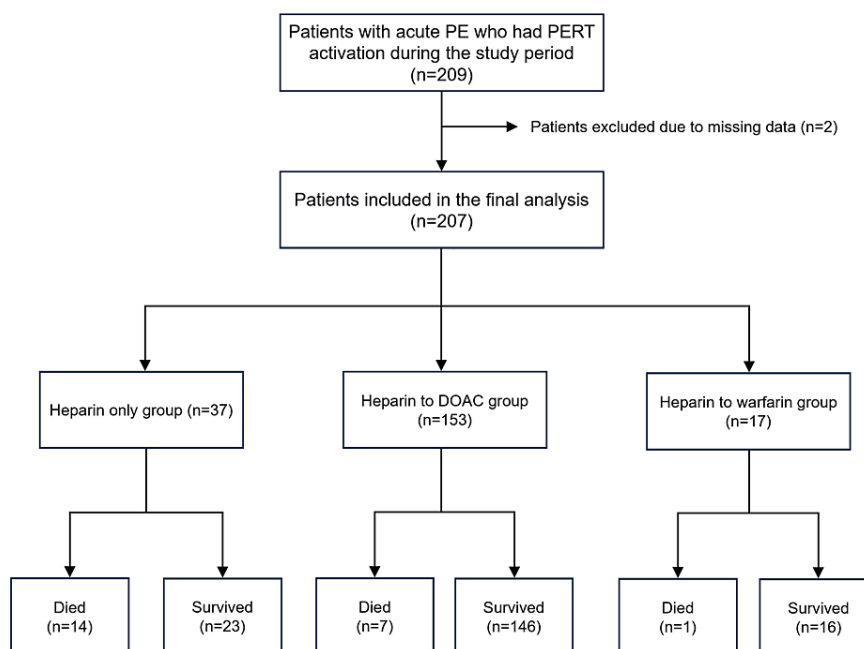 Patients with acute PE who had PERT
activation during the study period
(n=209)
Patients excluded due to missing data (n=2)
Patients included in the final analysis
(n=207)
Heparin only group (n=37)
Heparin to DOAC group
(n=153)
Heparin to warfarin group
(n=17)
Died
(n=14)
Survived
(n=23)
Died
(n=7)
Survived
(n=146)
Died
(n=1)
Survived
(n=16)